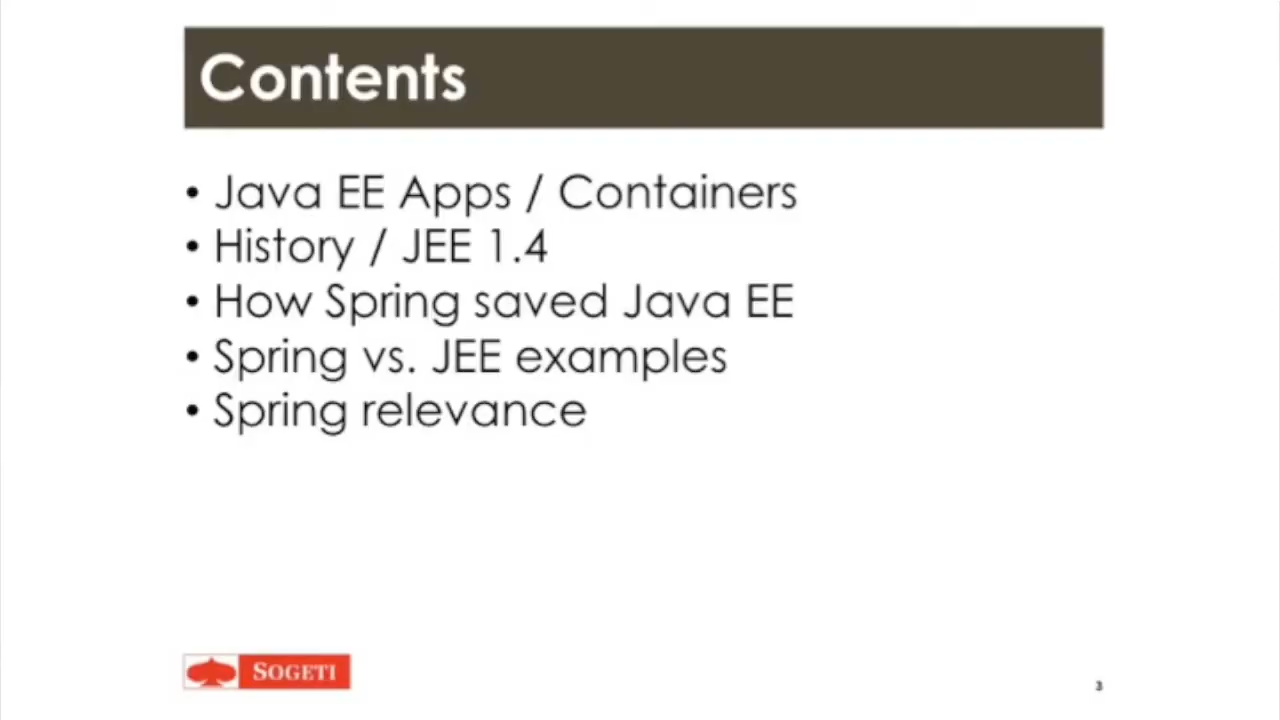 Contents
• Java EE Apps / Containers
• History / JEE 1.4
• How Spring saved Java EE
• Spring vs. JEE examples
• Spring relevance
SOGETI
3